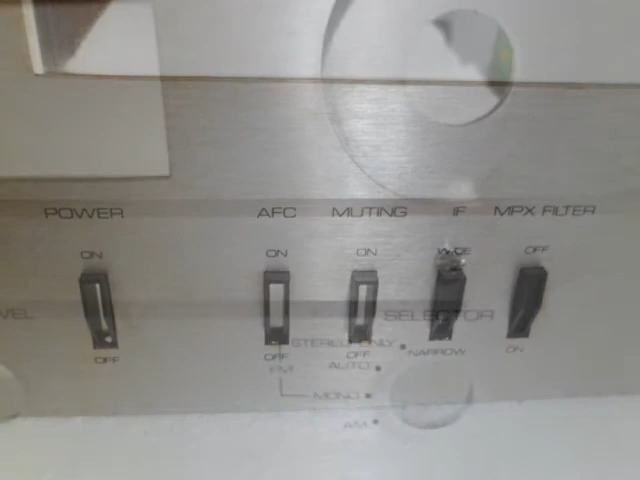 POWER AFC MUTING IF MPX FILTER
ON ON ON WIDE OFF
VEL SELECTOR
STEREO ONLY
OFF OFF OFF NARROW ON
FM AUTO
MONO
AM